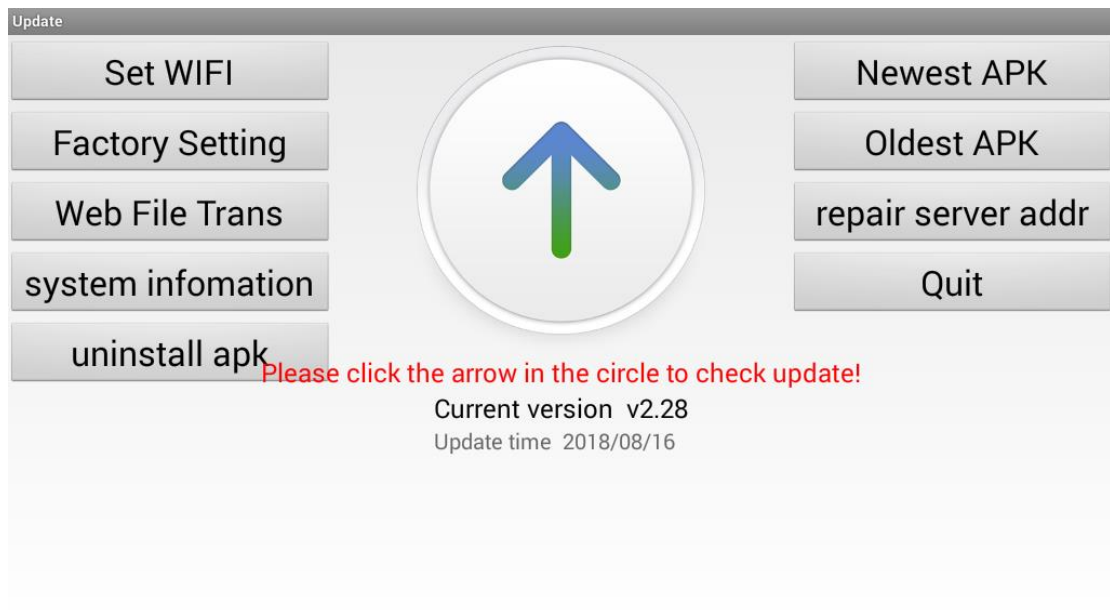 Update
Set WIFI
Factory Setting
Web File Trans
system infomation
uninstall apk
Newest APK
Oldest APK
repair server addr
Quit
Please click the arrow in the circle to check update!
Current version v2.28
Update time 2018/08/16